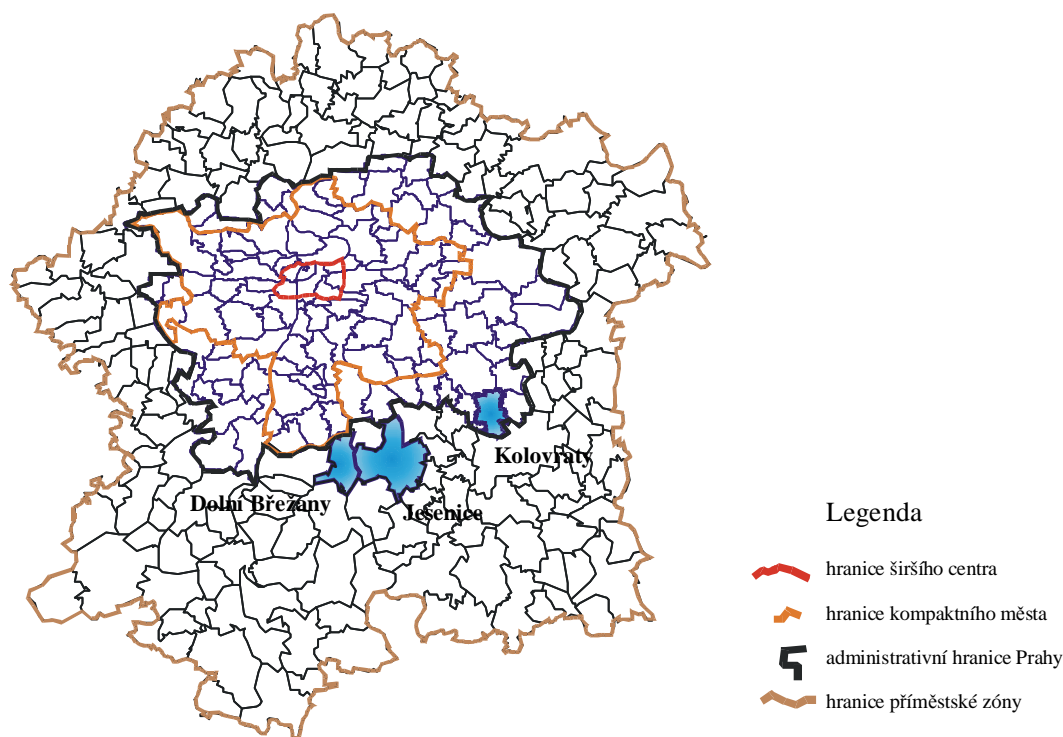 Kolovraty
Dolní Břežany
Jesenice
Legenda
hranice širšího centra
hranice kompaktního města
administrativní hranice Prahy
hranice příměstské zóny